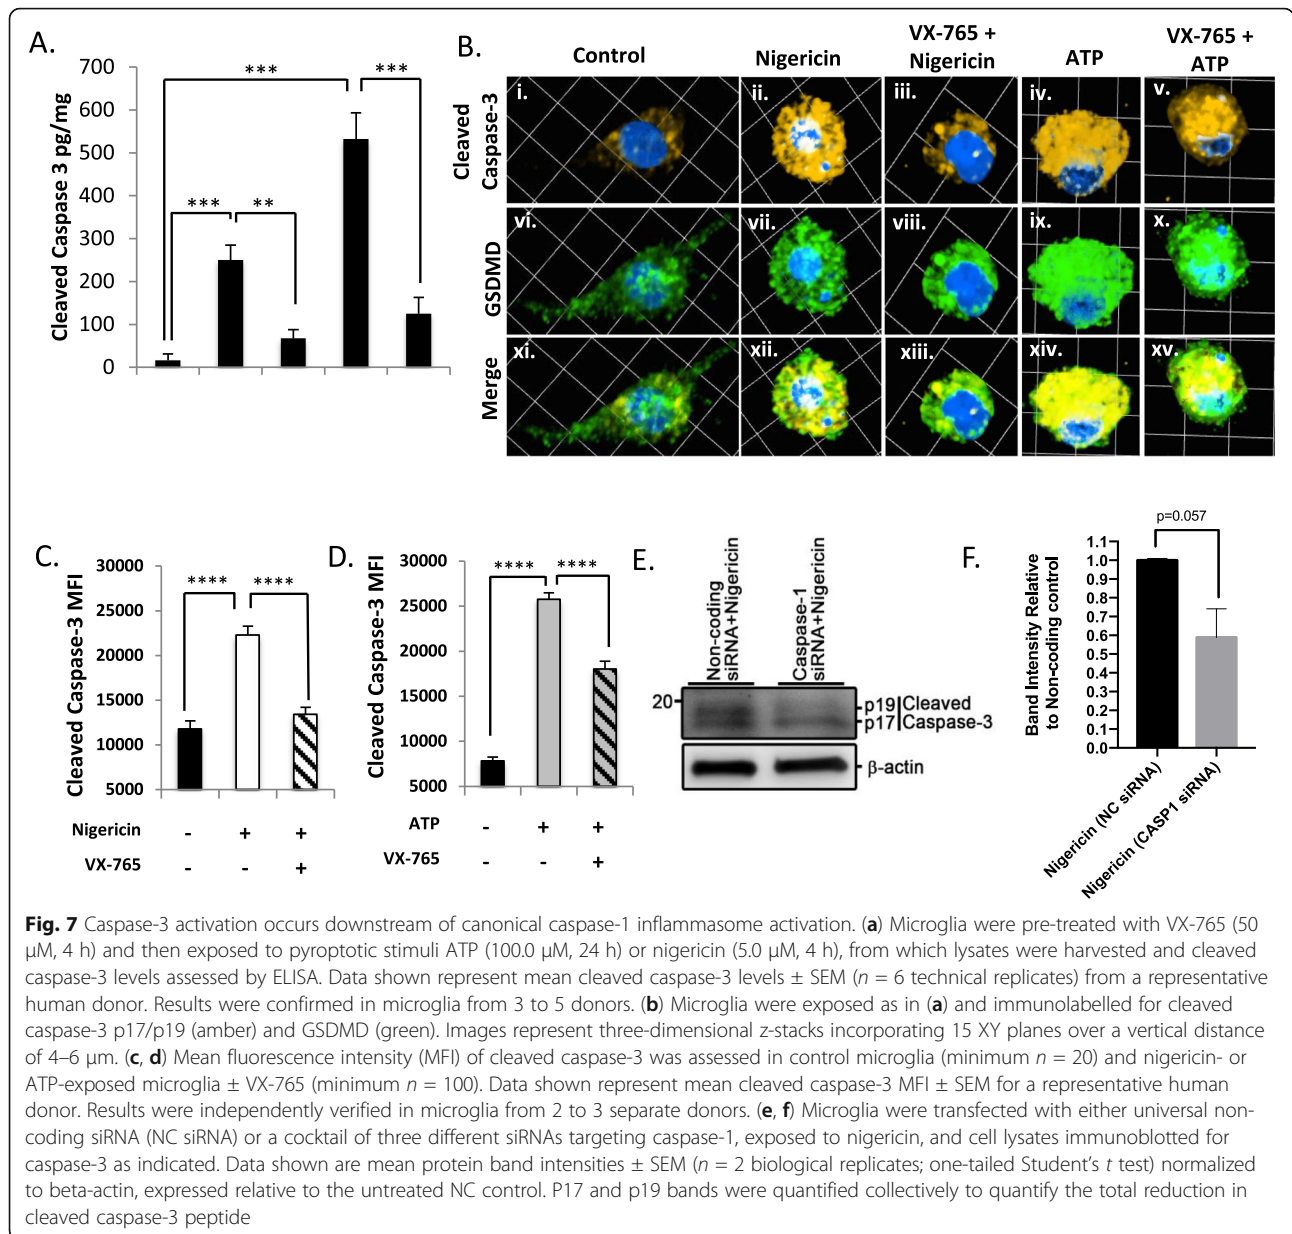 A.
700
600
500
400
300
200
100
0
Cleaved Caspase 3 pg/mg
***
***
***
**
B.
Control
Nigericin
VX-765 +
Nigericin
ATP
VX-765 +
ATP
Cleaved
Caspase-3
GSDMD
Merge
i.
ii.
iii.
iv.
v.
vi.
vii.
viii.
ix.
x.
xi.
xii.
xiii.
xiv.
xv.
C.
Cleaved Caspase-3 MFI
30000
25000
20000
15000
10000
5000
****
****
Nigericin - + +
VX-765 - - +
D.
Cleaved Caspase-3 MFI
30000
25000
20000
15000
10000
5000
****
****
ATP - + +
VX-765 - - +
E.
Non-coding
siRNA+Nigericin
Caspase-1
siRNA+Nigericin
20
p19 Cleaved
p17 Caspase-3
β-actin
F.
p=0.057
Band Intensity Relative
to Non-coding control
1.1
1.0
0.9
0.8
0.7
0.6
0.5
0.4
0.3
0.2
0.1
0.0
Nigericin (NC siRNA)
Nigericin (CASP1 siRNA)
Fig. 7 Caspase-3 activation occurs downstream of canonical caspase-1 inflammasome activation. (a) Microglia were pre-treated with VX-765 (50
μM, 4 h) and then exposed to pyroptotic stimuli ATP (100.0 μM, 24 h) or nigericin (5.0 μM, 4 h), from which lysates were harvested and cleaved
caspase-3 levels assessed by ELISA. Data shown represent mean cleaved caspase-3 levels ± SEM (n = 6 technical replicates) from a representative
human donor. Results were confirmed in microglia from 3 to 5 donors. (b) Microglia were exposed as in (a) and immunolabelled for cleaved
caspase-3 p17/p19 (amber) and GSDMD (green). Images represent three-dimensional z-stacks incorporating 15 XY planes over a vertical distance
of 4–6 μm. (c, d) Mean fluorescence intensity (MFI) of cleaved caspase-3 was assessed in control microglia (minimum n = 20) and nigericin- or
ATP-exposed microglia ± VX-765 (minimum n = 100). Data shown represent mean cleaved caspase-3 MFI ± SEM for a representative human
donor. Results were independently verified in microglia from 2 to 3 separate donors. (e, f) Microglia were transfected with either universal non-
coding siRNA (NC siRNA) or a cocktail of three different siRNAs targeting caspase-1, exposed to nigericin, and cell lysates immunoblotted for
caspase-3 as indicated. Data shown are mean protein band intensities ± SEM (n = 2 biological replicates; one-tailed Student's t test) normalized
to beta-actin, expressed relative to the untreated NC control. P17 and p19 bands were quantified collectively to quantify the total reduction in
cleaved caspase-3 peptide